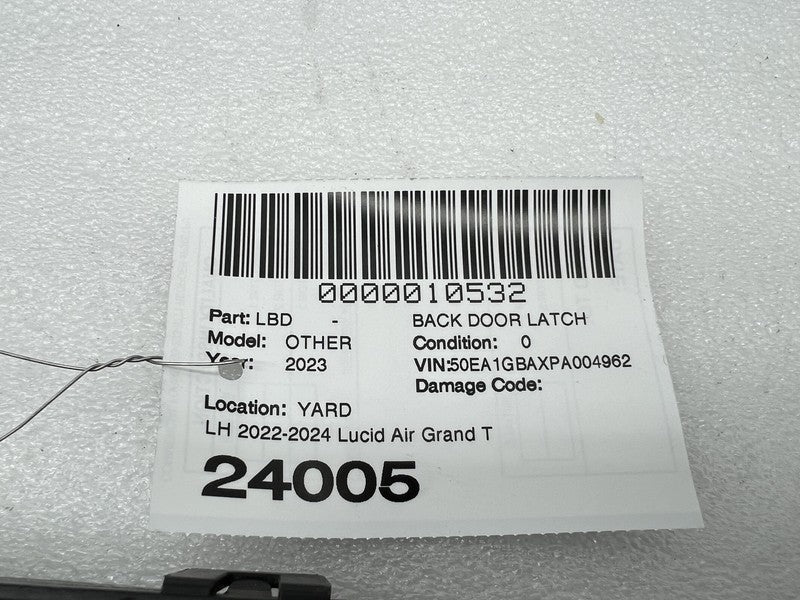 0000010532
Part: LBD - BACK DOOR LATCH
Model: OTHER Condition: 0
Year: 2023 VIN:50EA1GBAXPA004962
Damage Code:
Location: YARD
LH 2022-2024 Lucid Air Grand T
24005